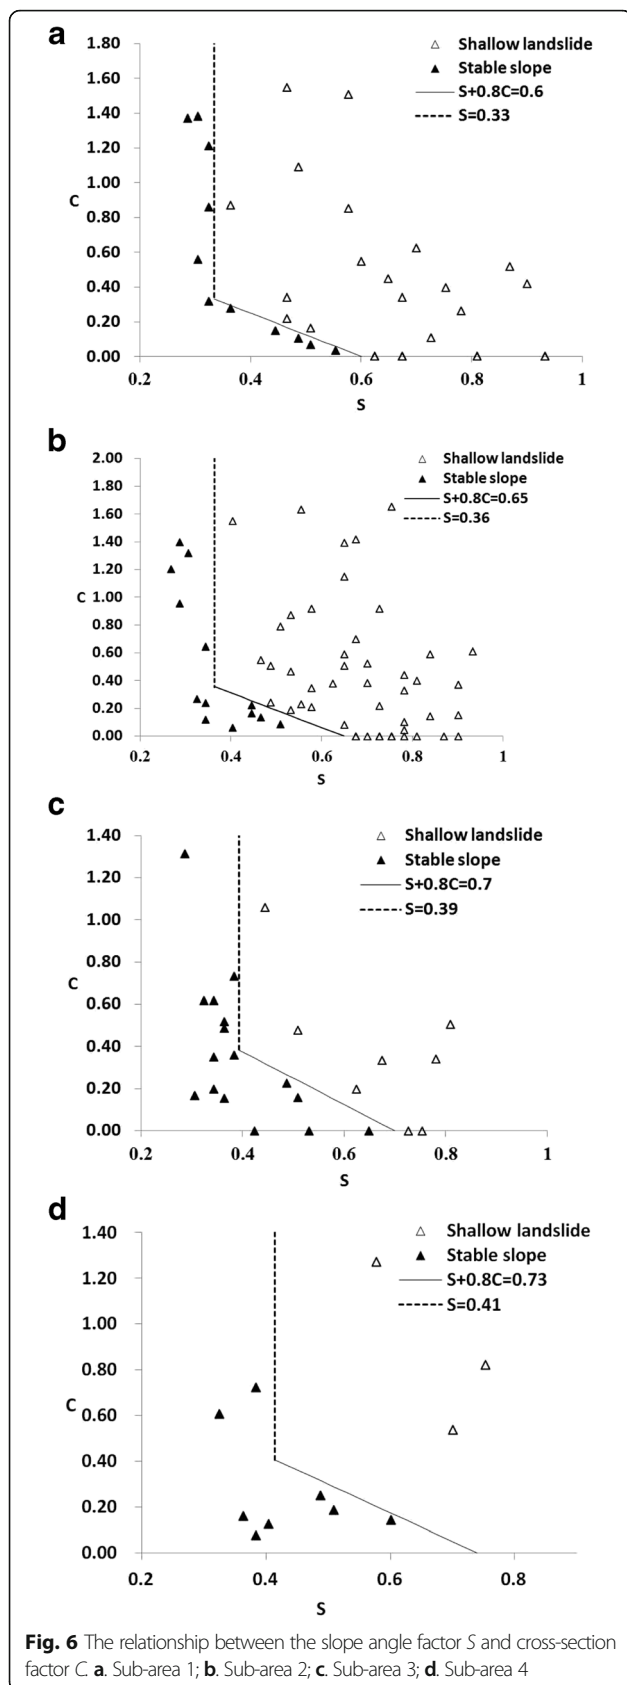 a
Shallow landslide
Stable slope
S+0.8C=0.6
S=0.33
1.80
1.60
1.40
1.20
1.00
C
0.80
0.60
0.40
0.20
0.00
0.2
0.4
0.6
0.8
1
S
b
Shallow landslide
Stable slope
S+0.8C=0.65
S=0.36
2.00
1.80
1.60
1.40
1.20
C
1.00
0.80
0.60
0.40
0.20
0.00
0.2
0.4
0.6
0.8
1
S
c
Shallow landslide
Stable slope
S+0.8C=0.7
S=0.39
1.40
1.20
1.00
0.80
C
0.60
0.40
0.20
0.00
0.2
0.4
0.6
0.8
1
S
d
Shallow landslide
Stable slope
S+0.8C=0.73
S=0.41
1.40
1.20
1.00
0.80
C
0.60
0.40
0.20
0.00
0.2
0.4
0.6
0.8
S
Fig. 6 The relationship between the slope angle factor S and cross-section
factor C. a. Sub-area 1; b. Sub-area 2; c. Sub-area 3; d. Sub-area 4